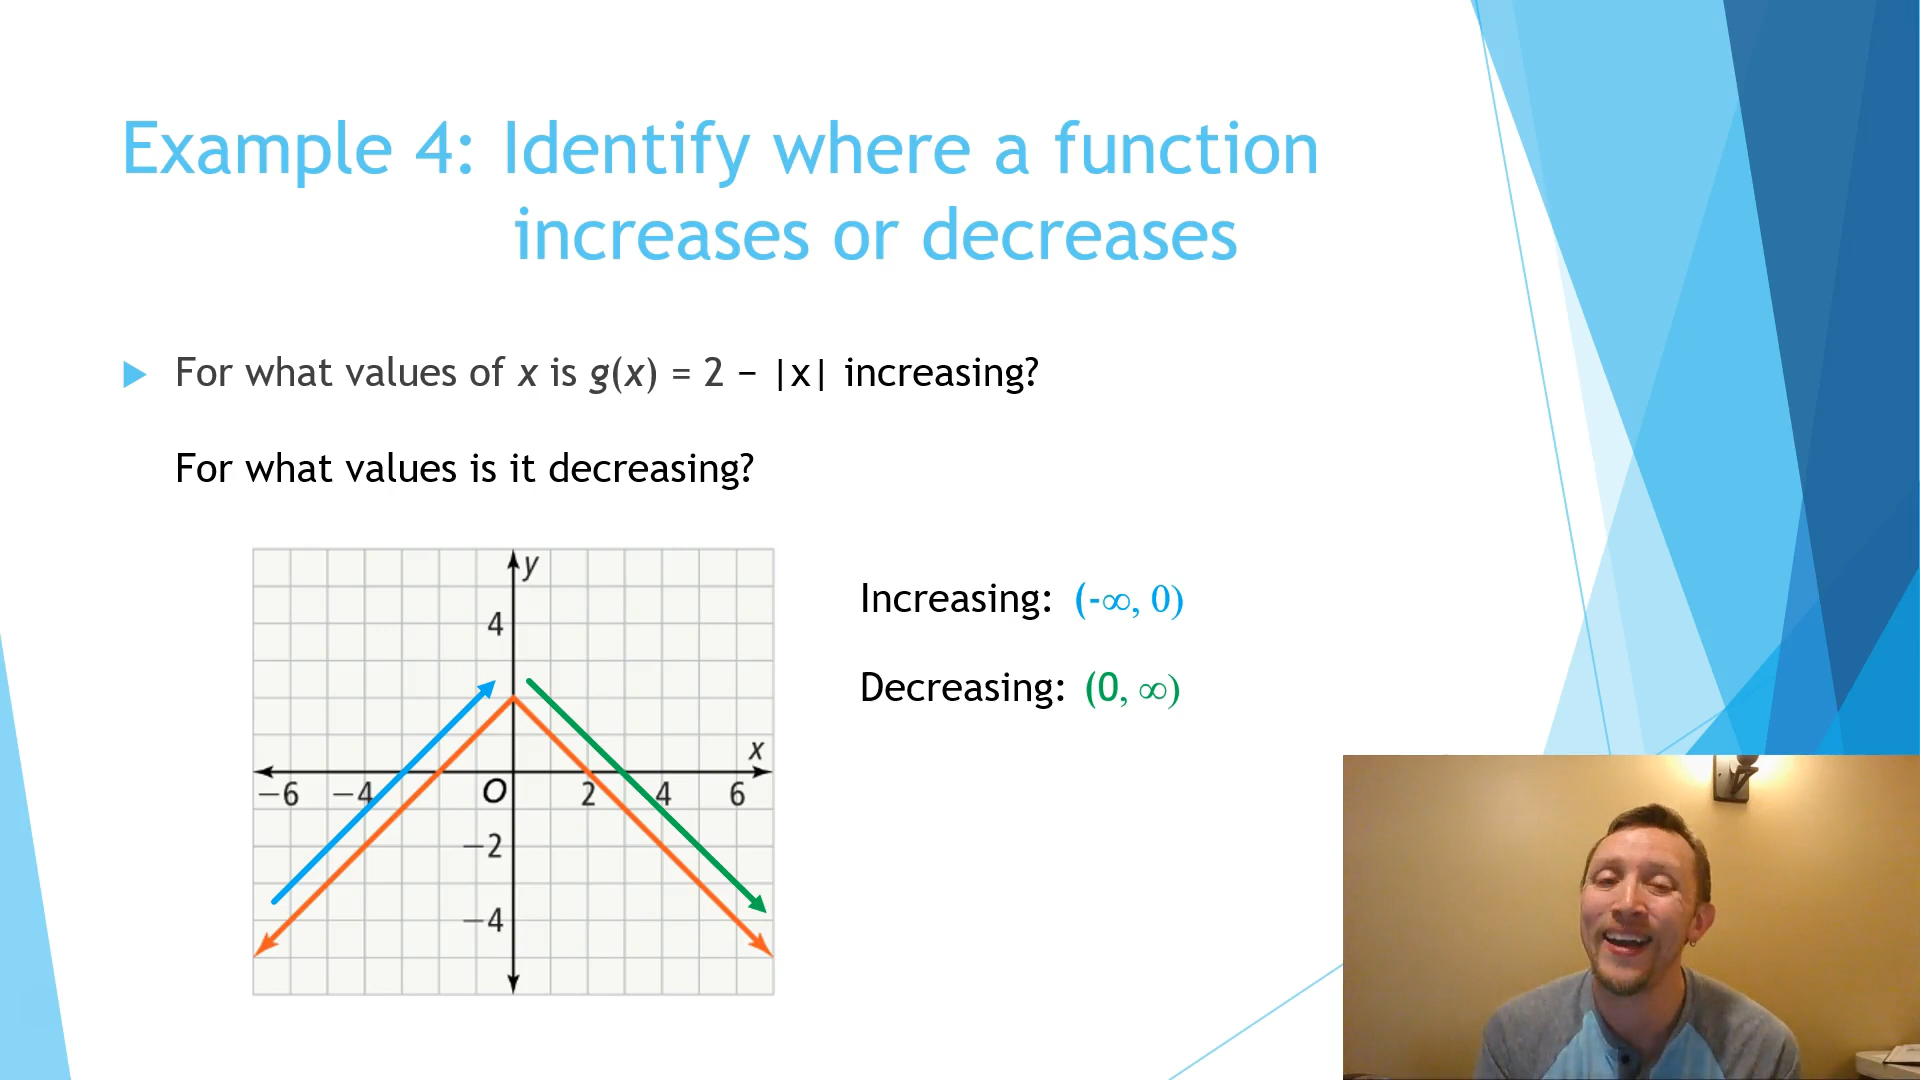 Example 4: Identify where a function
increases or decreases
For what values of x is g(x) = 2 − |x| increasing?
For what values is it decreasing?
y
4
x
−6 −4 O 2 4 6
−2
−4
Increasing: (-∞, 0)
Decreasing: (0, ∞)